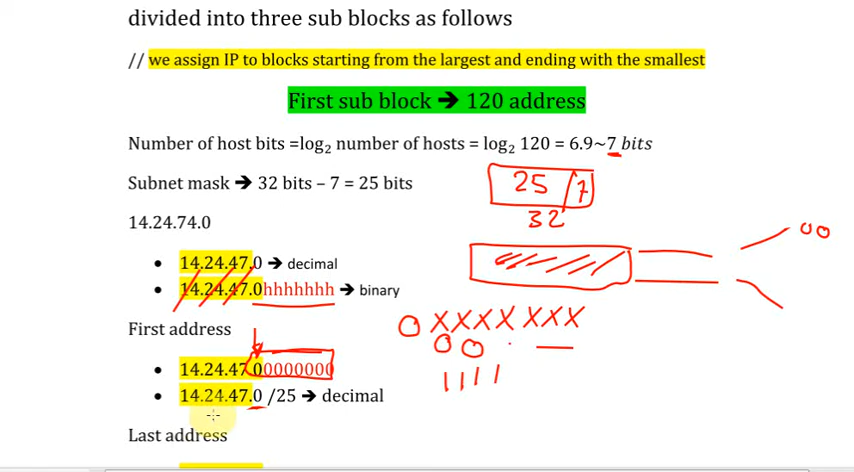 divided into three sub blocks as follows
// we assign IP to blocks starting from the largest and ending with the smallest
First sub block ➔ 120 address
Number of host bits =log₂ number of hosts = log₂ 120 = 6.9~7 bits
Subnet mask ➔ 32 bits – 7 = 25 bits
25 / 7
32
14.24.74.0
00
• 14.24.47.0 ➔ decimal
• 14.24.47.0hhhhhhh ➔ binary
0XXXXXXX
First address
00
• 14.24.47.00000000
1111
• 14.24.47.0 /25 ➔ decimal
Last address